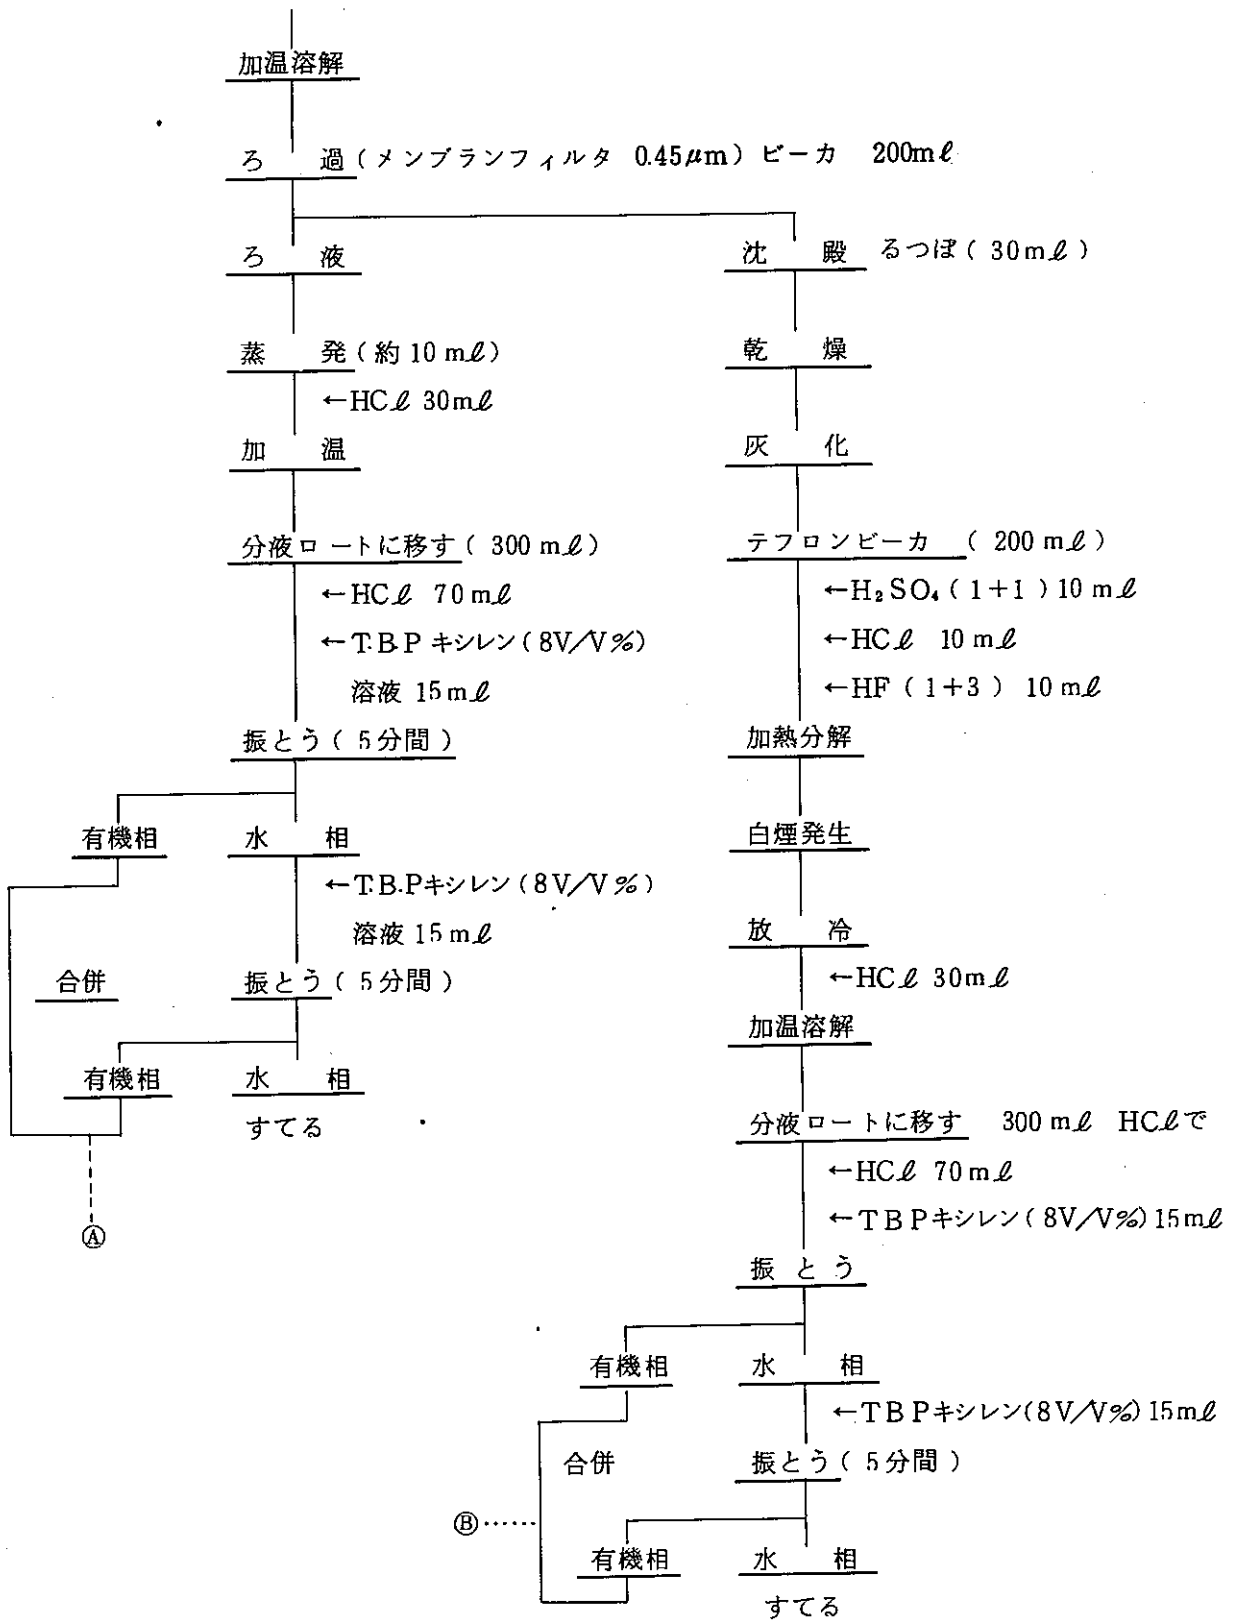 加温溶解
ろ　過(メンブランフィルタ 0.45μm)ビーカ 200mℓ
ろ　液
沈　殿 るつぼ(30mℓ)
蒸　発(約10mℓ)
乾　燥
←HCℓ 30mℓ
加　温
灰　化
分液ロートに移す(300mℓ)
テフロンビーカ (200mℓ)
←HCℓ 70mℓ
←H₂SO₄(1+1)10mℓ
←T.B.Pキシレン(8V/V%)
溶液 15mℓ
←HCℓ 10mℓ
←HF(1+3) 10mℓ
振とう(5分間)
加熱分解
有機相
水　相
白煙発生
←T.B.Pキシレン(8V/V%)
溶液 15mℓ
放　冷
合併
振とう(5分間)
←HCℓ 30mℓ
加温溶解
有機相
水　相
すてる
分液ロートに移す 300mℓ HCℓで
←HCℓ 70mℓ
←TBPキシレン(8V/V%)15mℓ
Ⓐ
振とう
有機相
水　相
←TBPキシレン(8V/V%)15mℓ
合併
振とう(5分間)
Ⓑ……
有機相
水　相
すてる